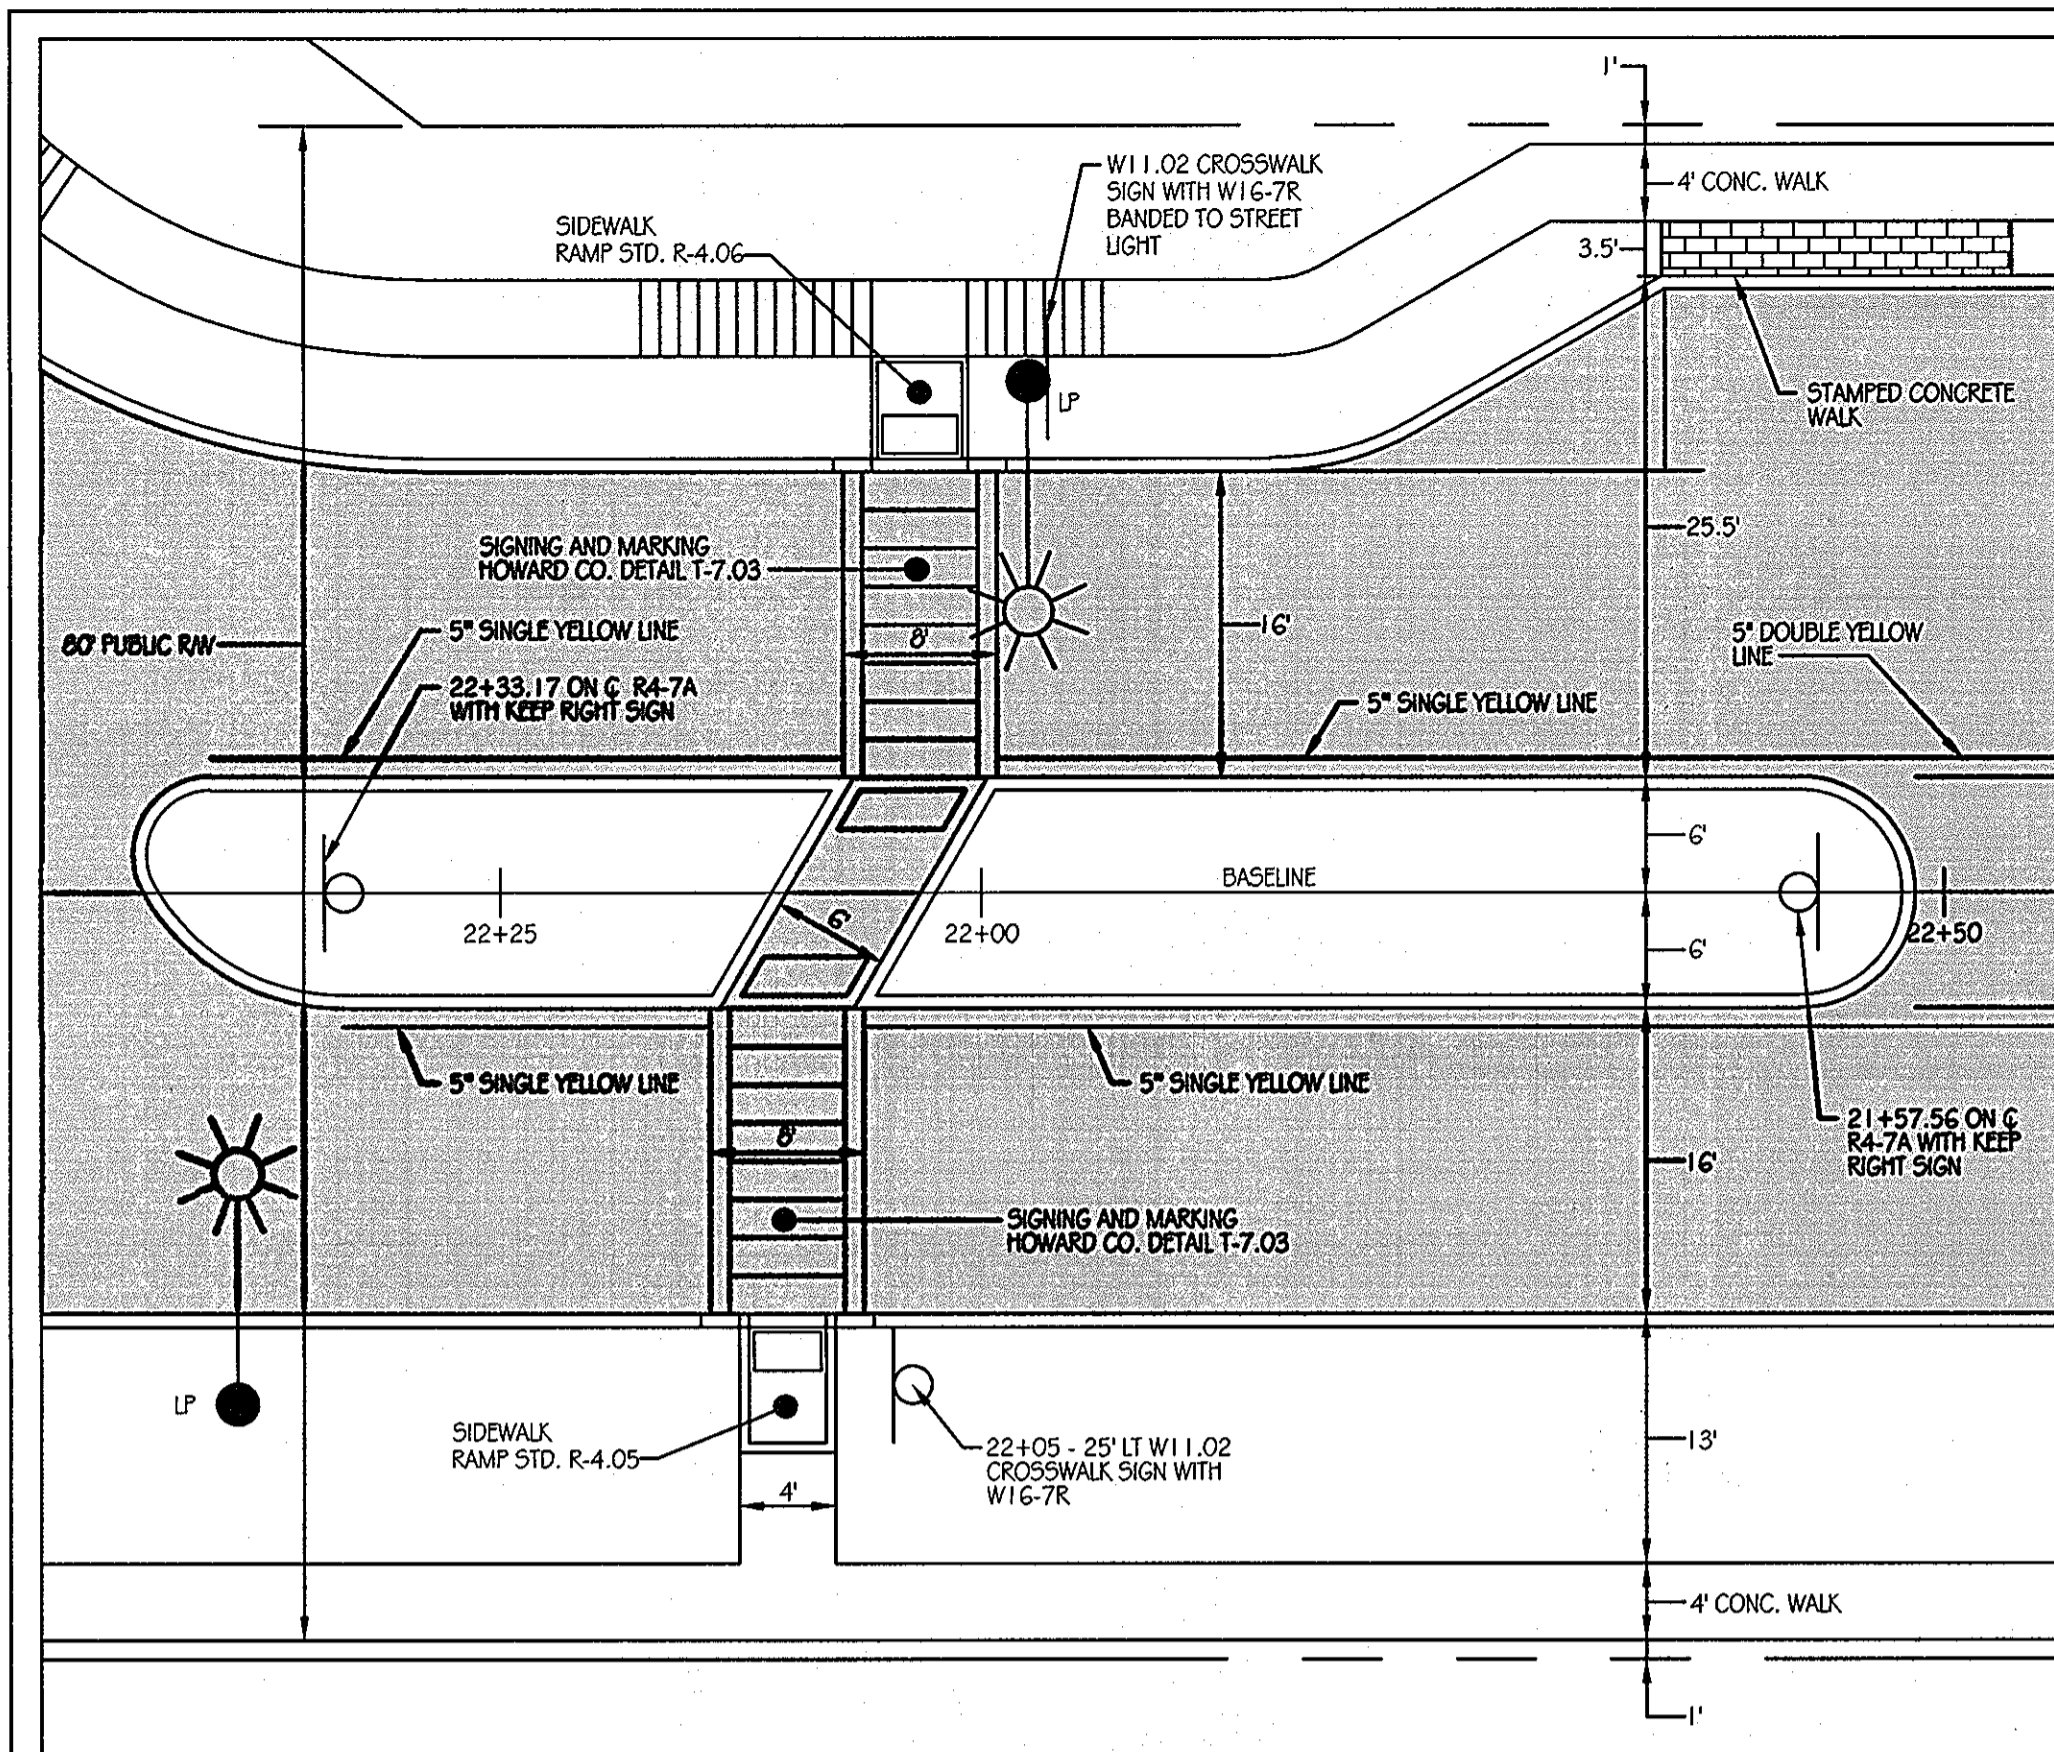 1'
W11.02 CROSSWALK
SIGN WITH W16-7R
BANDED TO STREET
LIGHT
4' CONC. WALK
SIDEWALK
RAMP STD. R-4.06
3.5'
LP
STAMPED CONCRETE
WALK
25.5'
SIGNING AND MARKING
HOWARD CO. DETAIL T-7.03
16'
8'
5" SINGLE YELLOW LINE
80' PUBLIC R/W
5" DOUBLE YELLOW
LINE
22+33.17 ON ℄ R4-7A
WITH KEEP RIGHT SIGN
5" SINGLE YELLOW LINE
6'
BASELINE
6'
22+25
22+00
22+50
6'
5" SINGLE YELLOW LINE
5" SINGLE YELLOW LINE
21+57.56 ON ℄
R4-7A WITH KEEP
RIGHT SIGN
8'
16'
SIGNING AND MARKING
HOWARD CO. DETAIL T-7.03
LP
SIDEWALK
RAMP STD. R-4.05
22+05 - 25' LT W11.02
CROSSWALK SIGN WITH
W16-7R
13'
4'
4' CONC. WALK
1'